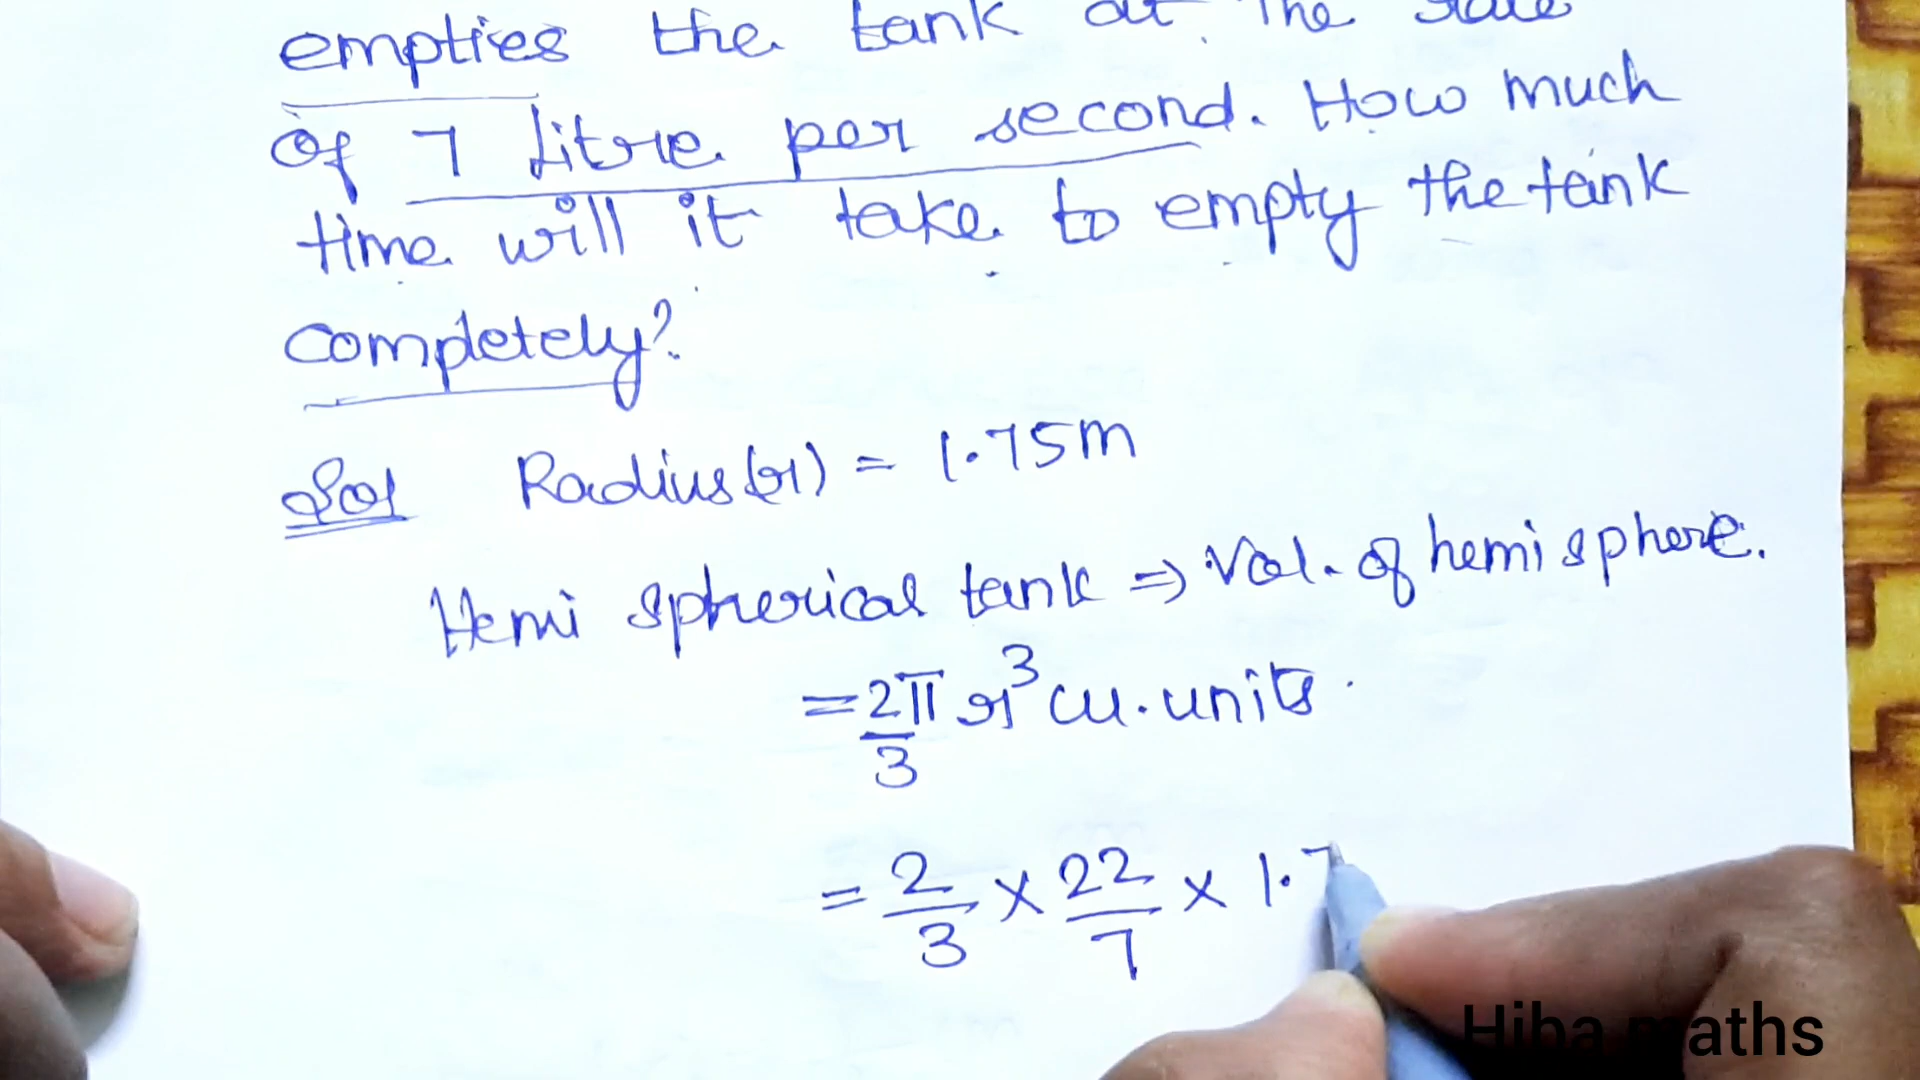 empties the tank at the rate
of 7 litre per second. How much
time will it take to empty the tank
completely?
Sol Radius(r) = 1.75m
Hemi spherical tank ⇒ Vol. of hemi sphere.
= 2/3 π r³ cu. units.
= 2/3 × 22/7 × 1.7
Hiba maths